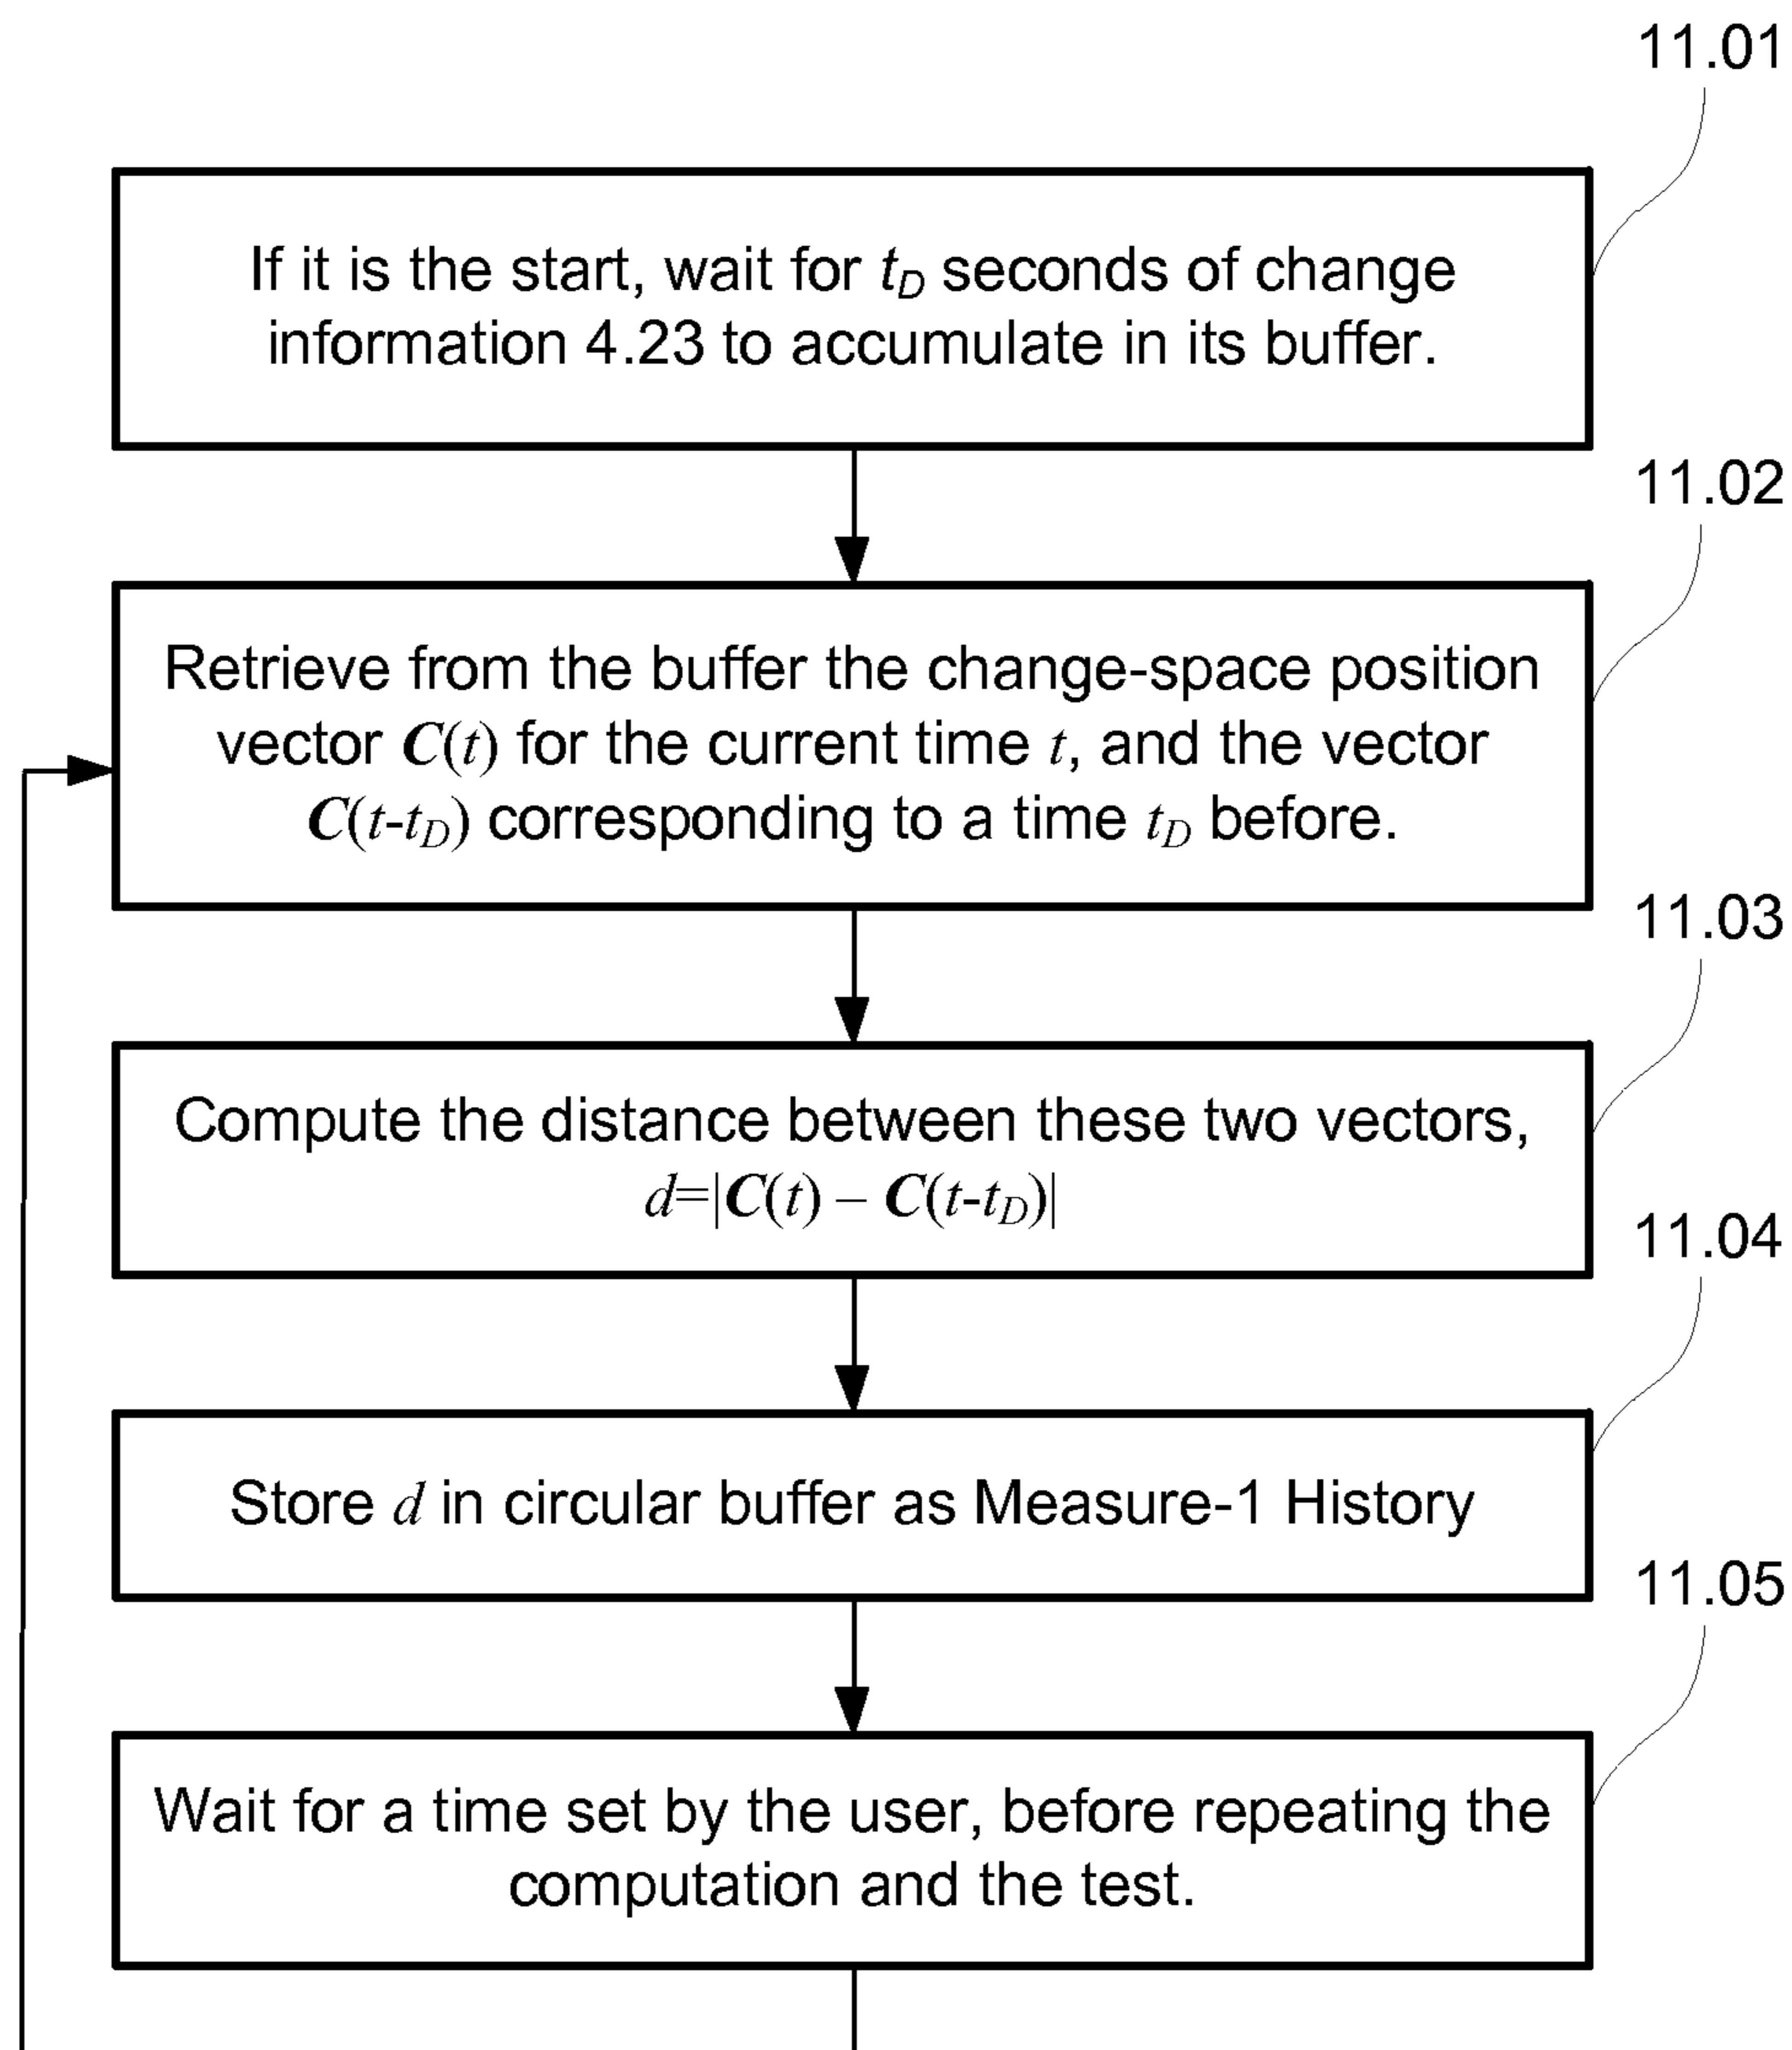 11.01
If it is the start, wait for t_D seconds of change
information 4.23 to accumulate in its buffer.
11.02
Retrieve from the buffer the change-space position
vector C(t) for the current time t, and the vector
C(t-t_D) corresponding to a time t_D before.
11.03
Compute the distance between these two vectors,
d=|C(t) – C(t-t_D)|
11.04
Store d in circular buffer as Measure-1 History
11.05
Wait for a time set by the user, before repeating the
computation and the test.